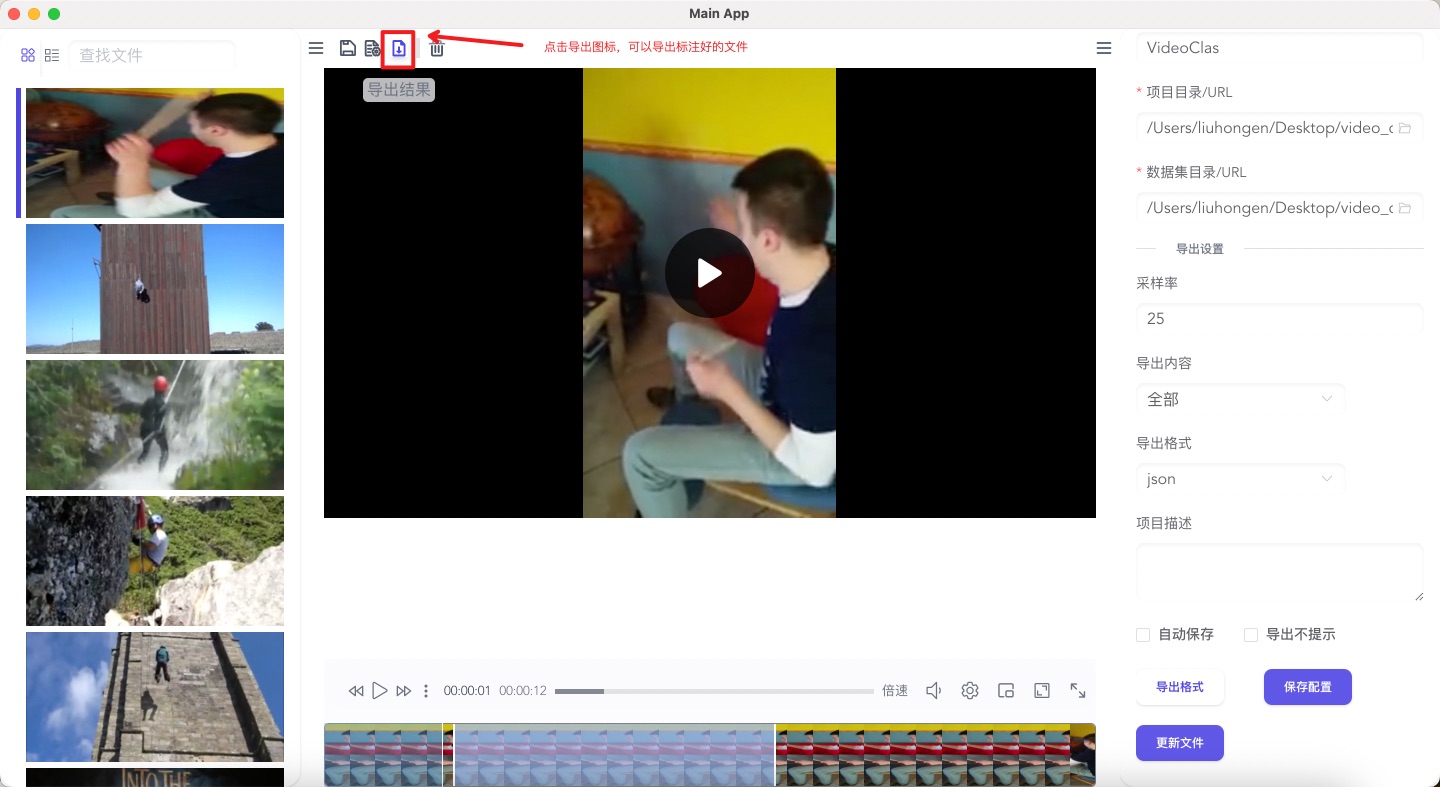 Main App
查找文件
点击导出图标，可以导出标注好的文件
导出结果
00:00:01 00:00:12
倍速
INTO THE
VideoClas
* 项目目录/URL
/Users/liuhongen/Desktop/video_c
* 数据集目录/URL
/Users/liuhongen/Desktop/video_c
导出设置
采样率
25
导出内容
全部
导出格式
json
项目描述
自动保存 导出不提示
导出格式 保存配置
更新文件